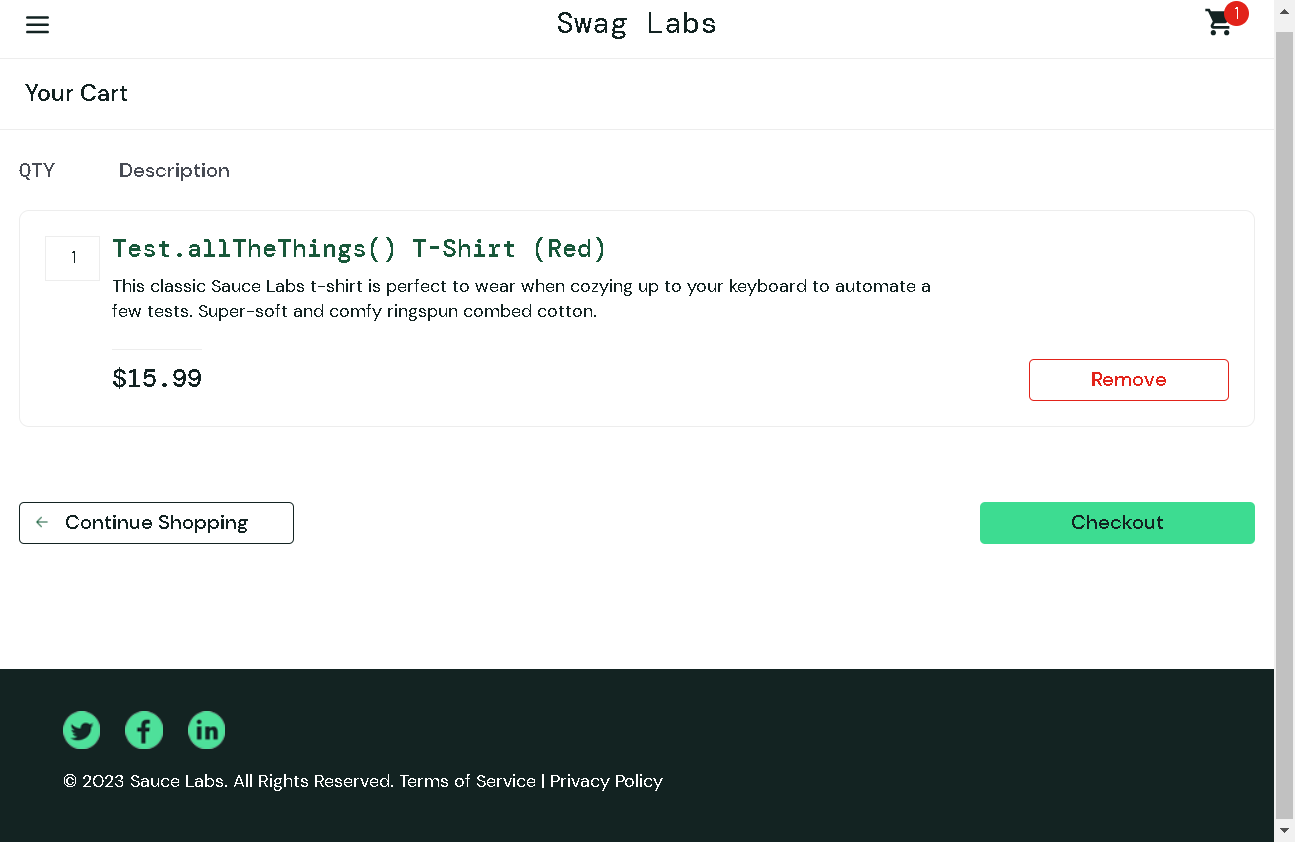 Swag Labs
1
Your Cart
QTY Description
1
Test.allTheThings() T-Shirt (Red)
This classic Sauce Labs t-shirt is perfect to wear when cozying up to your keyboard to automate a
few tests. Super-soft and comfy ringspun combed cotton.
$15.99
Remove
Continue Shopping
Checkout
© 2023 Sauce Labs. All Rights Reserved. Terms of Service | Privacy Policy